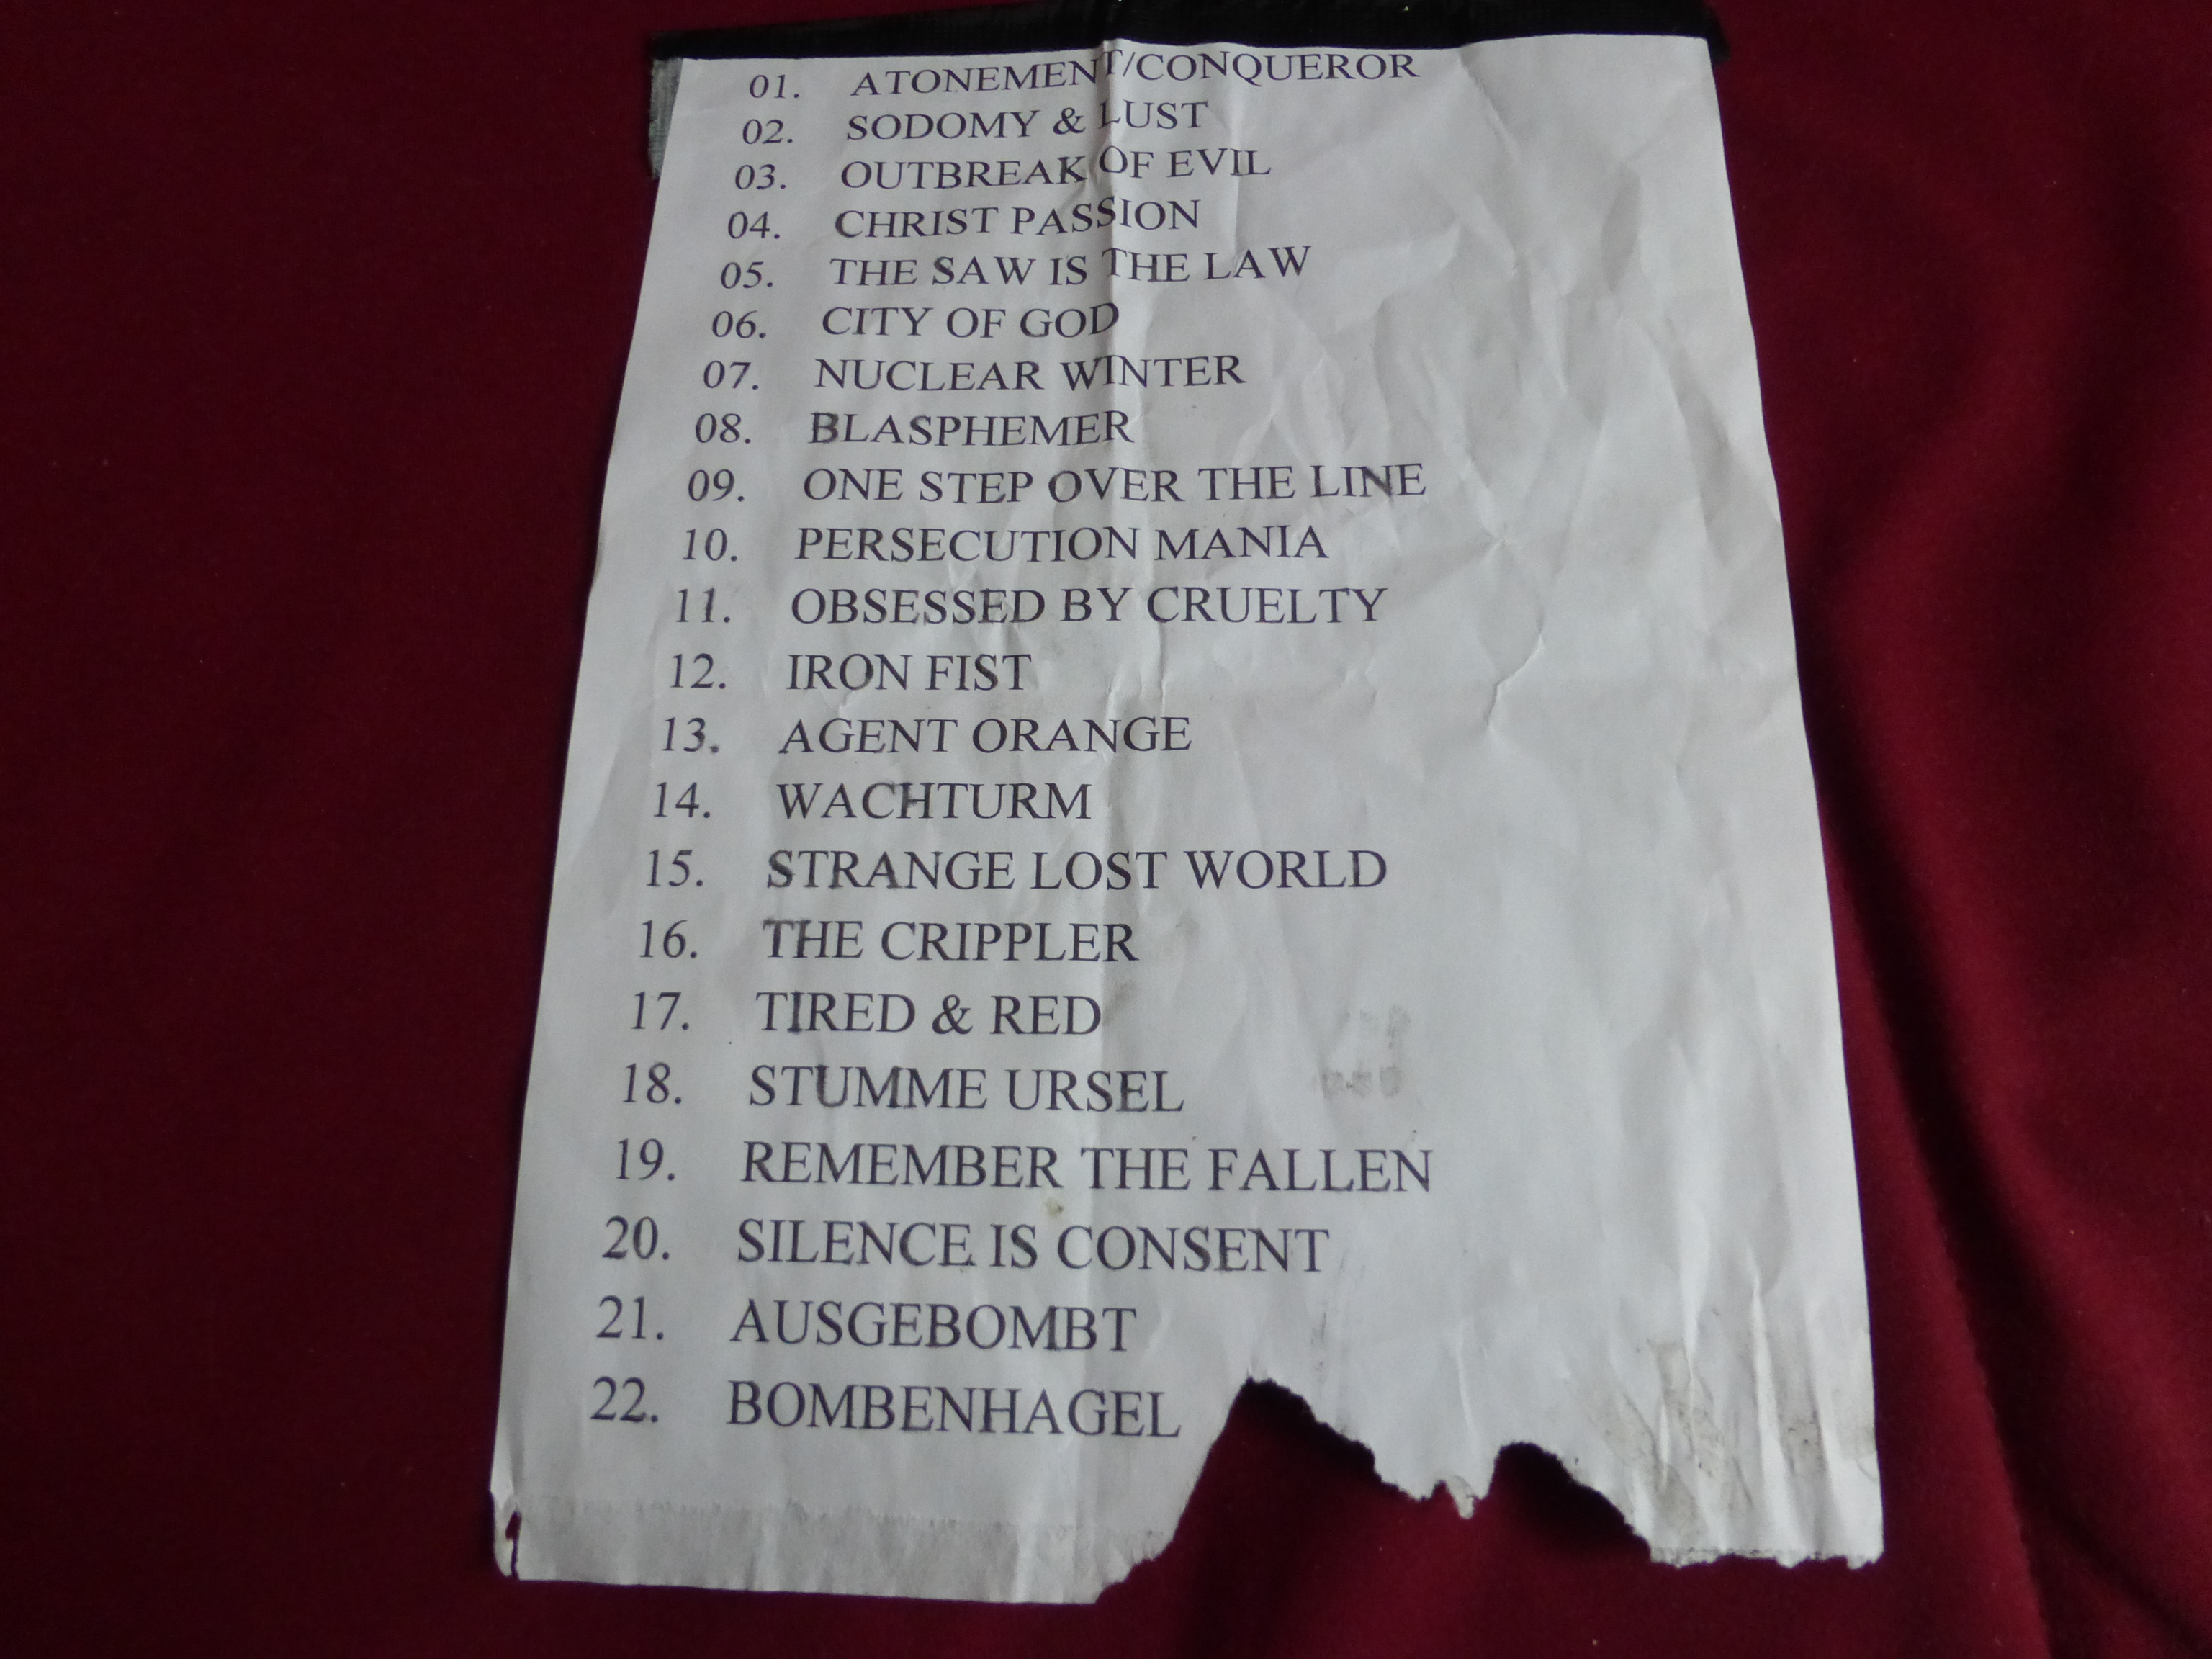 01. ATONEMENT/CONQUEROR
02. SODOMY & LUST
03. OUTBREAK OF EVIL
04. CHRIST PASSION
05. THE SAW IS THE LAW
06. CITY OF GOD
07. NUCLEAR WINTER
08. BLASPHEMER
09. ONE STEP OVER THE LINE
10. PERSECUTION MANIA
11. OBSESSED BY CRUELTY
12. IRON FIST
13. AGENT ORANGE
14. WACHTURM
15. STRANGE LOST WORLD
16. THE CRIPPLER
17. TIRED & RED
18. STUMME URSEL
19. REMEMBER THE FALLEN
20. SILENCE IS CONSENT
21. AUSGEBOMBT
22. BOMBENHAGEL